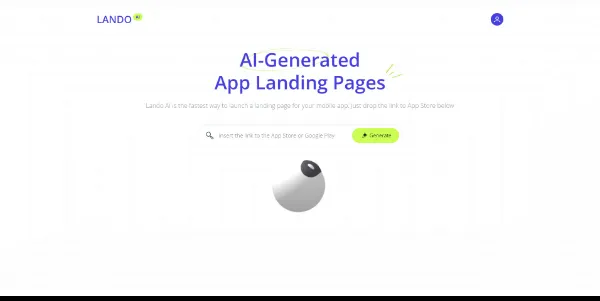 LANDO AI
AI-Generated
App Landing Pages
Lando AI is the fastest way to launch a landing page for your mobile app: just drop the link to App Store below
Insert the link to the App Store or Google Play
Generate